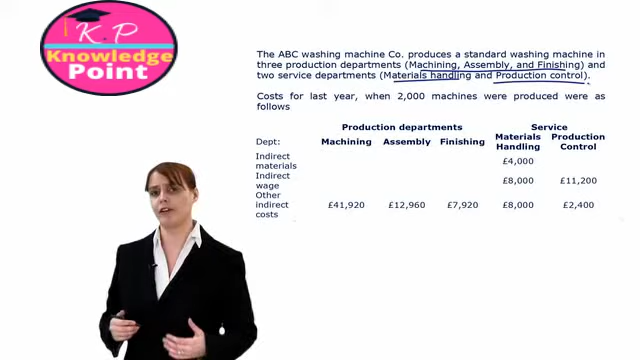 K.P
Knowledge
Point
The ABC washing machine Co. produces a standard washing machine in
three production departments (Machining, Assembly, and Finishing) and
two service departments (Materials handling and Production control).
Costs for last year, when 2,000 machines were produced were as
follows
Production departments Service
Dept: Machining Assembly Finishing Materials Handling Production Control
Indirect materials £4,000
Indirect wage £8,000 £11,200
Other indirect costs £41,920 £12,960 £7,920 £8,000 £2,400